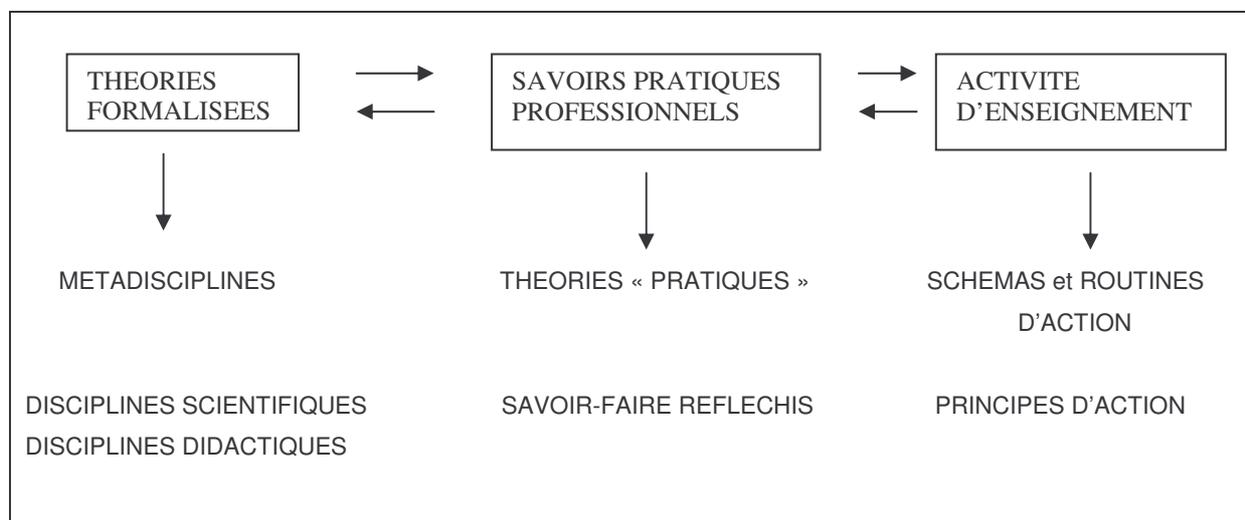 THEORIES
FORMALISEES
SAVOIRS PRATIQUES
PROFESSIONNELS
ACTIVITE
D'ENSEIGNEMENT
METADISCIPLINES
THEORIES « PRATIQUES »
SCHEMAS et ROUTINES
D'ACTION
DISCIPLINES SCIENTIFIQUES
DISCIPLINES DIDACTIQUES
SAVOIR-FAIRE REFLECHIS
PRINCIPES D'ACTION